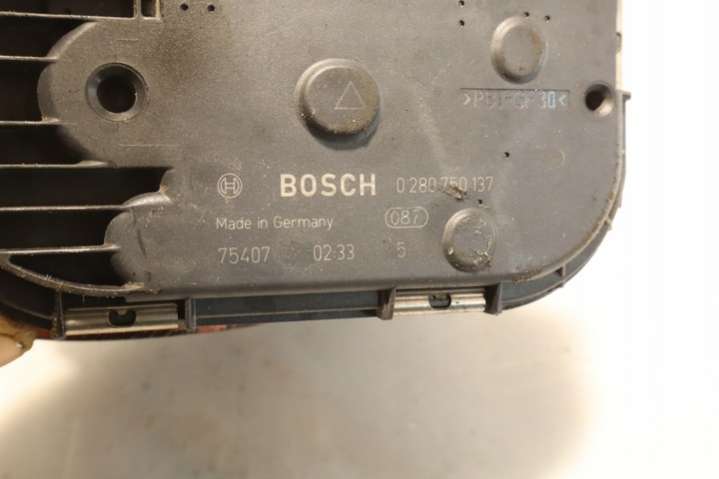 >PBT-GF30<
BOSCH 0 280 750 137
Made in Germany 087
75407 02:33 5